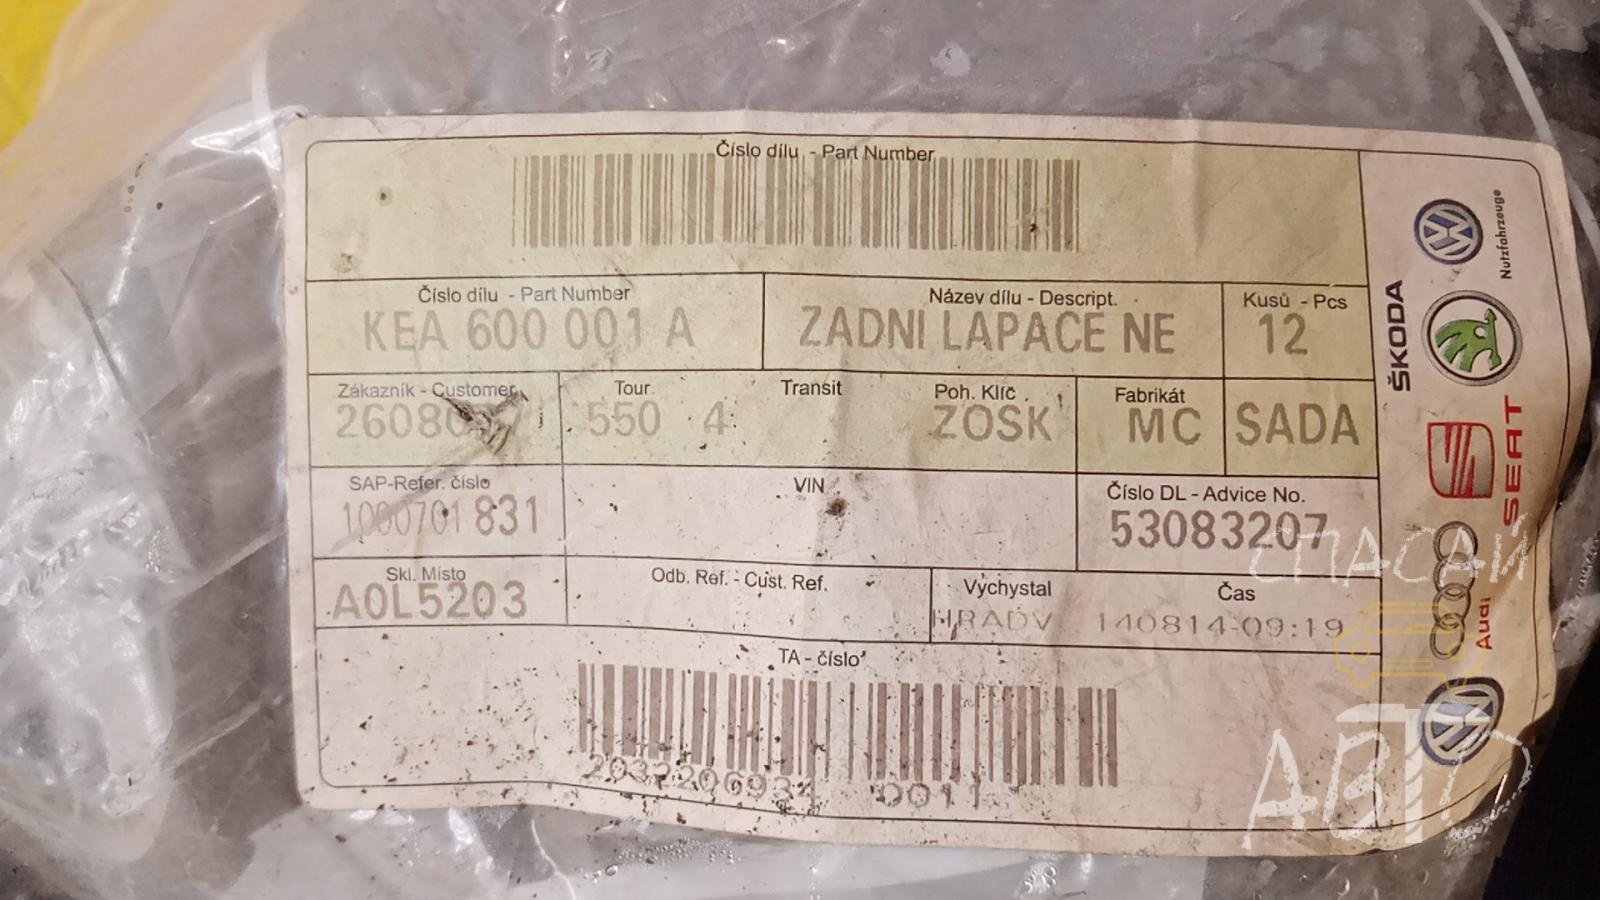 Číslo dílu - Part Number
Číslo dílu - Part Number
KEA 600 001 A
Název dílu - Descript.
ZADNI LAPACE NE
Kusů - Pcs
12
Zákazník - Customer
Tour
550 4
Transit
Poh. Klíč
ZOSK
Fabrikát
MC
SADA
SAP-Refer. číslo
1000701831
VIN
Číslo DL - Advice No.
53083207
Skl. Místo
A0L5203
Odb. Ref. - Cust. Ref.
Vychystal
HRADV
Čas
140814-09:19
TA - číslo
0011
Nutzfahrzeuge
ŠKODA
SEAT
Audi
СПАСАЙ
АВТО